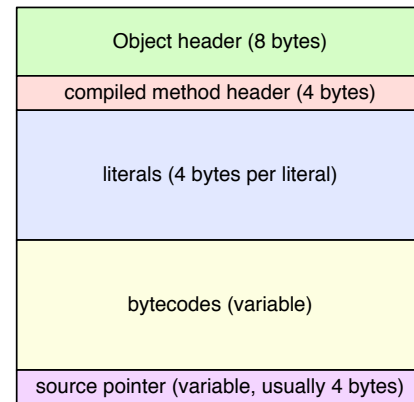 Object header (8 bytes)
compiled method header (4 bytes)
literals (4 bytes per literal)
bytecodes (variable)
source pointer (variable, usually 4 bytes)